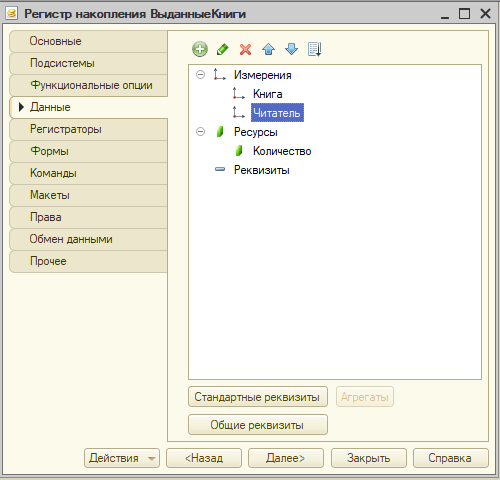 Регистр накопления ВыданныеКниги
Основные
Подсистемы
Функциональные опции
Данные
Регистраторы
Формы
Команды
Макеты
Права
Обмен данными
Прочее
Измерения
Книга
Читатель
Ресурсы
Количество
Реквизиты
Стандартные реквизиты
Агрегаты
Общие реквизиты
Действия
<Назад
Далее>
Закрыть
Справка